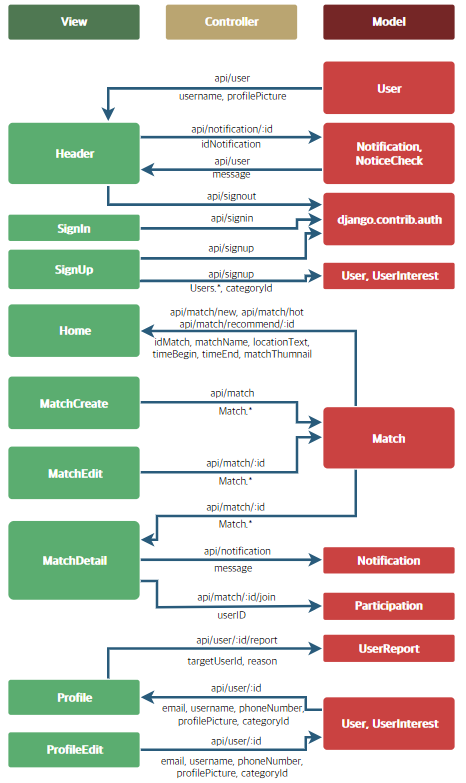 View
Controller
Model
api/user
username, profilePicture
User
Header
api/notification/:id
idNotification
api/user
message
Notification,
NoticeCheck
api/signout
SignIn
api/signin
django.contrib.auth
SignUp
api/signup
api/signup
Users.*, categoryId
User, UserInterest
Home
api/match/new, api/match/hot
api/match/recommend/:id
idMatch, matchName, locationText,
timeBegin, timeEnd, matchThumnail
MatchCreate
api/match
Match.*
Match
MatchEdit
api/match/:id
Match.*
api/match/:id
Match.*
MatchDetail
api/notification
message
Notification
api/match/:id/join
userID
Participation
api/user/:id/report
targetUserId, reason
UserReport
Profile
api/user/:id
email, username, phoneNumber,
profilePicture, categoryId
User, UserInterest
ProfileEdit
api/user/:id
email, username, phoneNumber,
profilePicture, categoryId